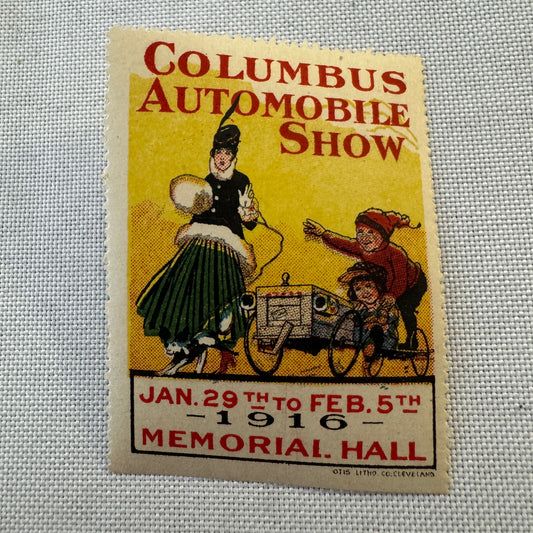 COLUMBUS
AUTOMOBILE
SHOW
JAN. 29TH TO FEB. 5TH
-1916-
MEMORIAL HALL
OTIS LITHO. CO. CLEVELAND